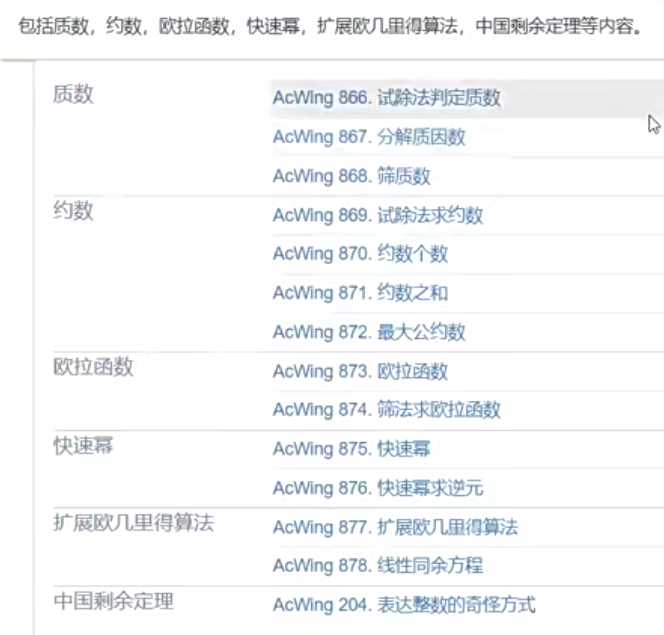 包括质数，约数，欧拉函数，快速幂，扩展欧几里得算法，中国剩余定理等内容。
质数 AcWing 866. 试除法判定质数
AcWing 867. 分解质因数
AcWing 868. 筛质数
约数 AcWing 869. 试除法求约数
AcWing 870. 约数个数
AcWing 871. 约数之和
AcWing 872. 最大公约数
欧拉函数 AcWing 873. 欧拉函数
AcWing 874. 筛法求欧拉函数
快速幂 AcWing 875. 快速幂
AcWing 876. 快速幂求逆元
扩展欧几里得算法 AcWing 877. 扩展欧几里得算法
AcWing 878. 线性同余方程
中国剩余定理 AcWing 204. 表达整数的奇怪方式